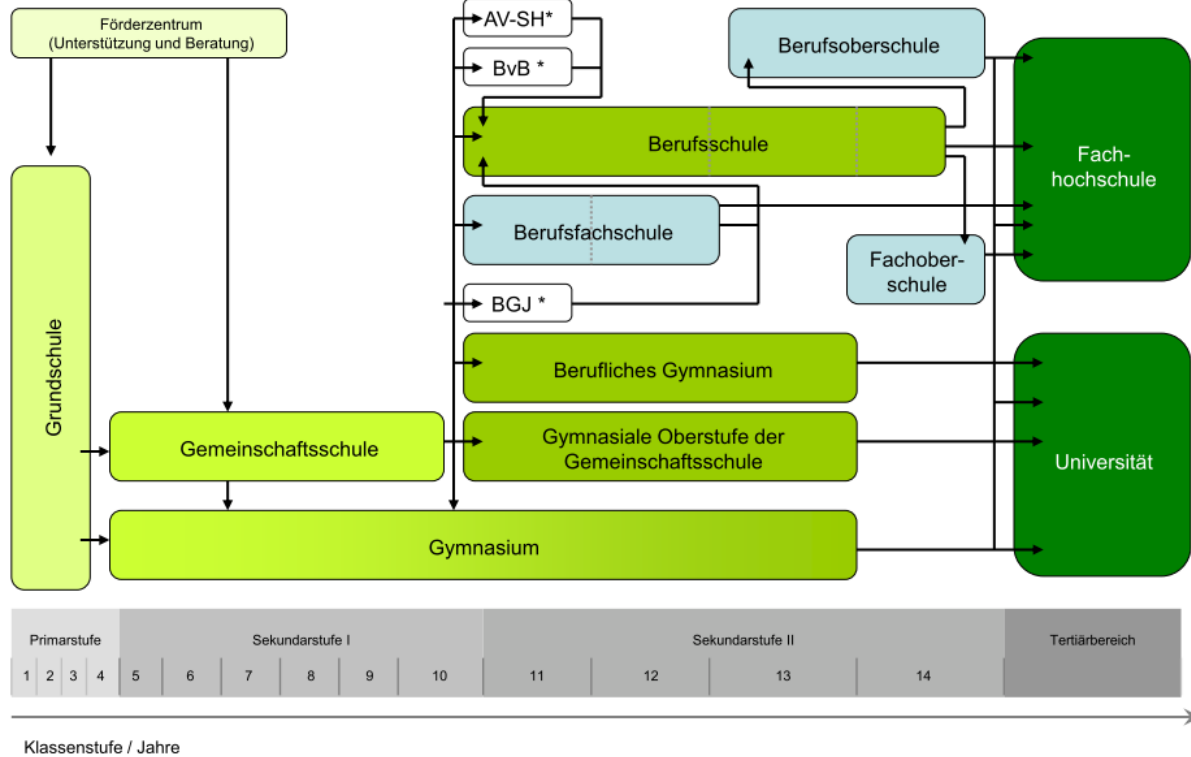 Förderzentrum
(Unterstützung und Beratung)
AV-SH*
BvB *
Berufsoberschule
Berufsschule
Fach-
hochschule
Berufsfachschule
Fachober-
schule
BGJ *
Grundschule
Berufliches Gymnasium
Gemeinschaftsschule
Gymnasiale Oberstufe der
Gemeinschaftsschule
Universität
Gymnasium
Primarstufe
Sekundarstufe I
Sekundarstufe II
Tertiärbereich
1 2 3 4 5 6 7 8 9 10 11 12 13 14
Klassenstufe / Jahre